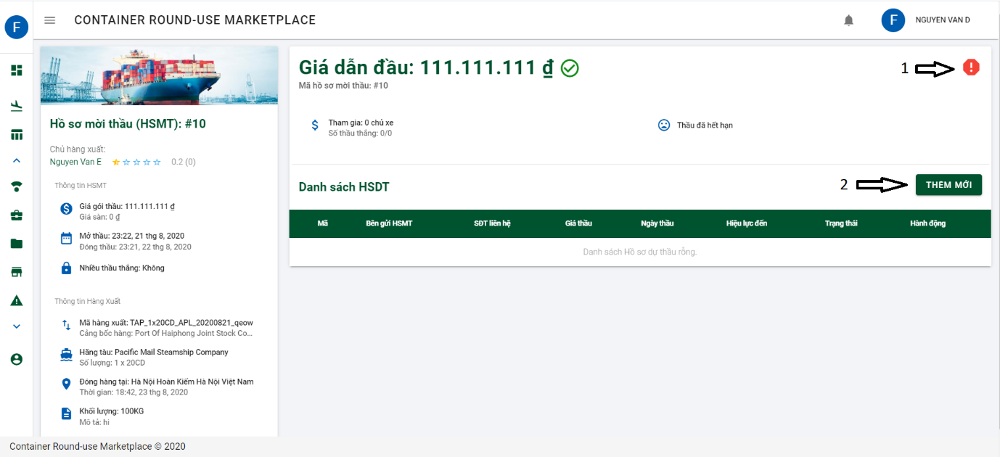 F
CONTAINER ROUND-USE MARKETPLACE
F
NGUYEN VAN D
Hồ sơ mời thầu (HSMT): #10
Chủ hàng xuất:
Nguyen Van E 0.2 (0)
Thông tin HSMT
Giá gói thầu: 111.111.111 ₫
Giá sàn: 0 ₫
Mở thầu: 23:22, 21 thg 8, 2020
Đóng thầu: 23:21, 22 thg 8, 2020
Nhiều thầu thắng: Không
Thông tin Hàng Xuất
Mã hàng xuất: TAP_1x20CD_APL_20200821_qeow
Cảng bốc hàng: Port Of Haiphong Joint Stock Co...
Hãng tàu: Pacific Mail Steamship Company
Số lượng: 1 x 20CD
Đóng hàng tại: Hà Nội Hoàn Kiếm Hà Nội Việt Nam
Thời gian: 18:42, 23 thg 8, 2020
Khối lượng: 100KG
Mô tả: hi
Giá dẫn đầu: 111.111.111 ₫
Mã hồ sơ mời thầu: #10
1
Tham gia: 0 chủ xe
Số thầu thắng: 0/0
Thầu đã hết hạn
Danh sách HSDT
2
THÊM MỚI
Mã Bên gửi HSMT SĐT liên hệ Giá thầu Ngày thầu Hiệu lực đến Trạng thái Hành động
Danh sách Hồ sơ dự thầu rỗng.
Container Round-use Marketplace © 2020